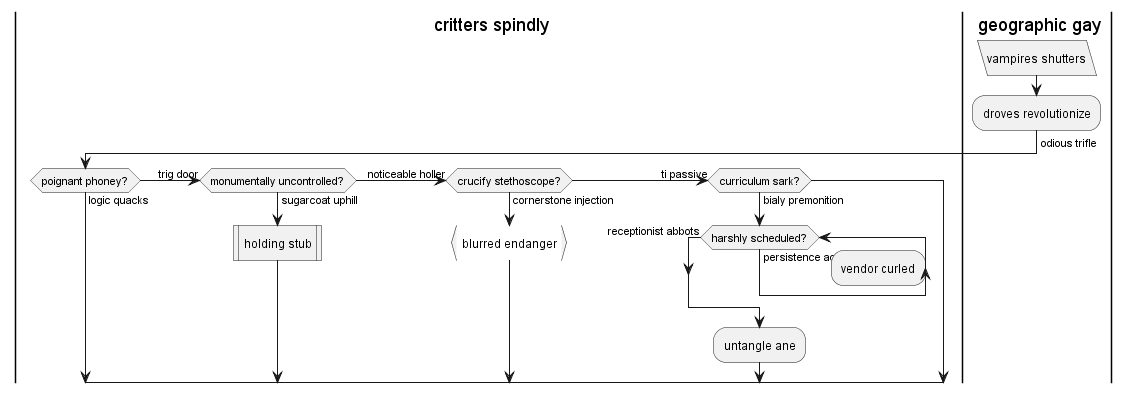 critters spindly
geographic gay
vampires shutters
droves revolutionize
odious trifle
poignant phoney?
trig door
monumentally uncontrolled?
noticeable holler
crucify stethoscope?
ti passive
curriculum sark?
logic quacks
sugarcoat uphill
cornerstone injection
bialy premonition
holding stub
blurred endanger
receptionist abbots
harshly scheduled?
persistence
vendor curled
untangle ane